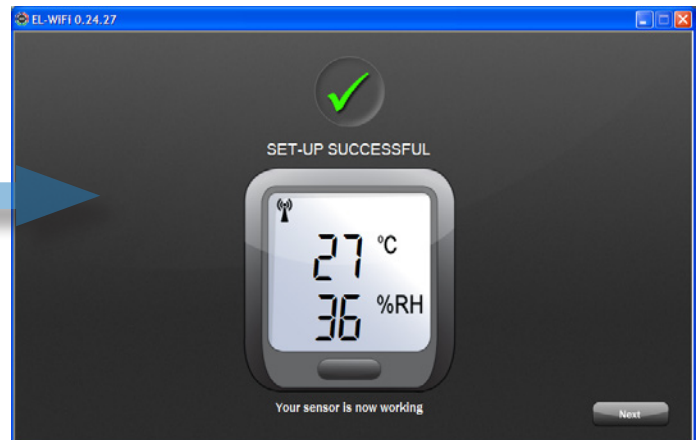 EL-WIFI 0.24.27
SET-UP SUCCESSFUL
27 °C
36 %RH
Your sensor is now working
Next